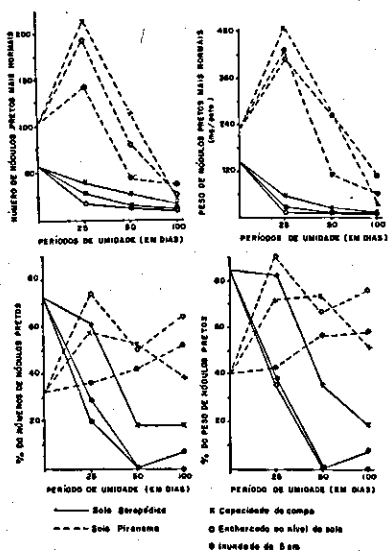 NÚMERO DE NÓDULOS PRETOS MAIS NORMAIS
200
150
100
50
25
50
100
PERÍODOS DE UMIDADE (EM DIAS)
PESO DE NÓDULOS PRETOS MAIS NORMAIS
(mg/pote)
480
360
240
120
25
50
100
PERÍODOS DE UMIDADE (EM DIAS)
% DO NÚMEROS DE NÓDULOS PRETOS
80
60
40
20
25
50
100
PERÍODO DE UMIDADE (EM DIAS)
% DO PESO DE NÓDULOS PRETOS
80
60
40
20
25
50
100
PERÍODO DE UMIDADE (EM DIAS)
Solo Seropédica
Solo Piranema
Capacidade de campo
Encharcado ao nível do solo
Inundado de 5 cm